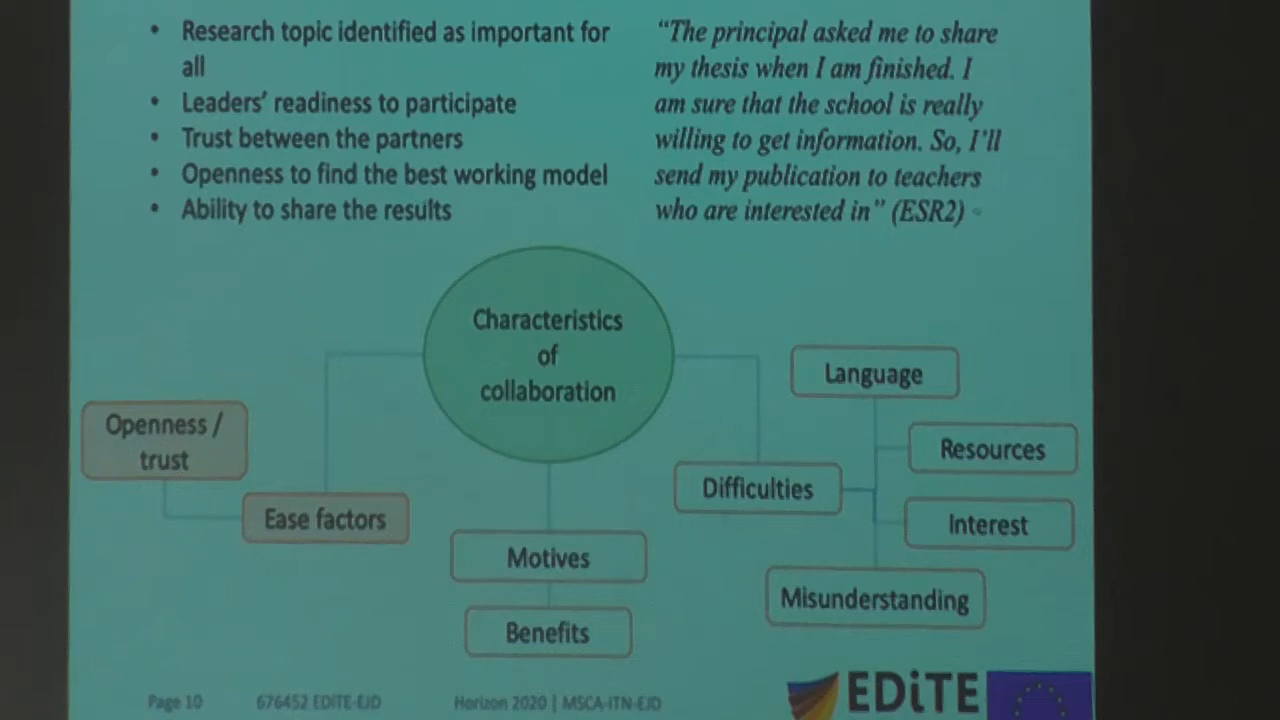 • Research topic identified as important for
all
• Leaders' readiness to participate
• Trust between the partners
• Openness to find the best working model
• Ability to share the results
"The principal asked me to share
my thesis when I am finished. I
am sure that the school is really
willing to get information. So, I'll
send my publication to teachers
who are interested in" (ESR2)
Characteristics
of
collaboration
Openness /
trust
Ease factors
Motives
Benefits
Difficulties
Language
Resources
Interest
Misunderstanding
Page 10
676452 EDiTE-EJD
Horizon 2020 | MSCA-ITN-EJD
EDiTE